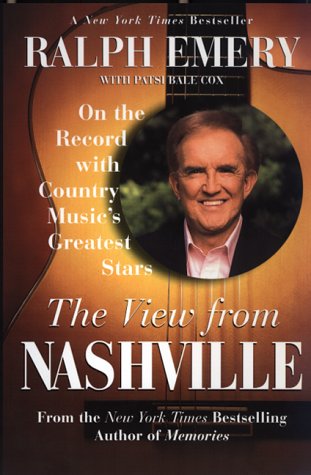 A New York Times Bestseller
RALPH EMERY
WITH PATSI BALE COX
On the
Record
with
Country
Music's
Greatest
Stars
The View from
NASHVILLE
From the New York Times Bestselling
Author of Memories